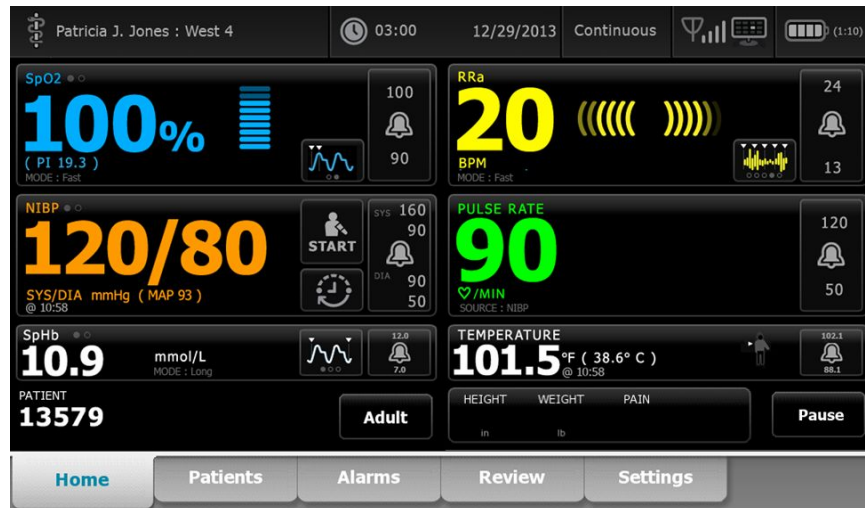 Patricia J. Jones : West 4
03:00
12/29/2013
Continuous
(1:10)
SpO2
100%
( PI 19.3 )
MODE : Fast
100
90
RRa
20
BPM
MODE : Fast
24
13
NIBP
120/80
SYS/DIA mmHg ( MAP 93 )
@ 10:58
START
SYS 160
90
DIA 90
50
PULSE RATE
90
/MIN
SOURCE : NIBP
120
50
SpHb
10.9 mmol/L
MODE : Long
12.0
7.0
TEMPERATURE
101.5 °F ( 38.6° C )
@ 10:58
102.1
88.1
PATIENT
13579
Adult
HEIGHT WEIGHT PAIN
in lb
Pause
Home Patients Alarms Review Settings